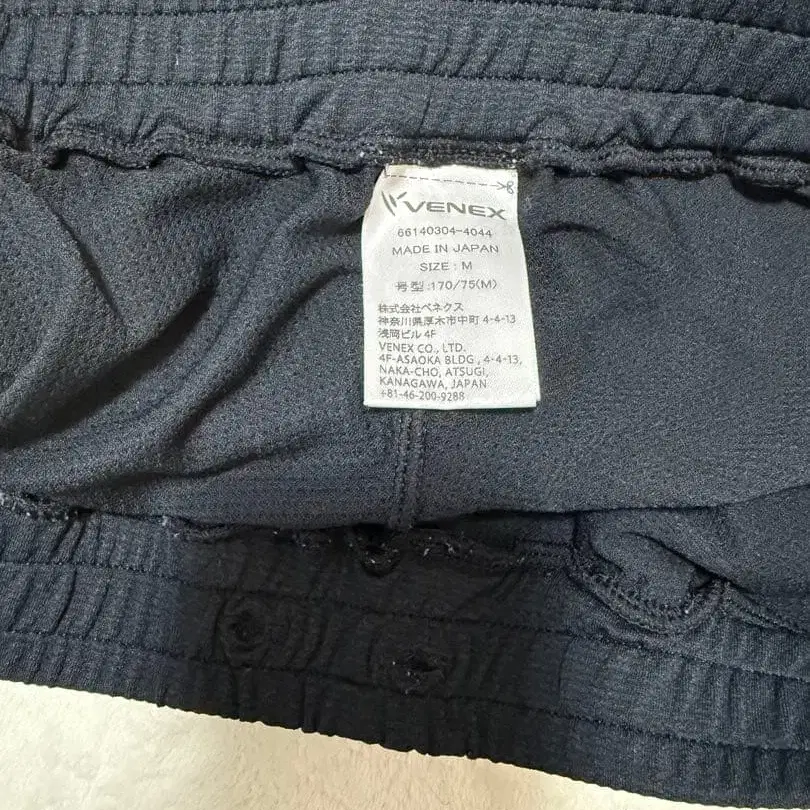 VENEX
66140304-4044
MADE IN JAPAN
SIZE : M
号型:170/75(M)
株式会社ベネクス
神奈川県厚木市中町 4-4-13
浅岡ビル 4F
VENEX CO., LTD.
4F-ASAOKA BLDG , 4-4-13,
NAKA-CHO, ATSUGI,
KANAGAWA, JAPAN
+81-46-200-9288